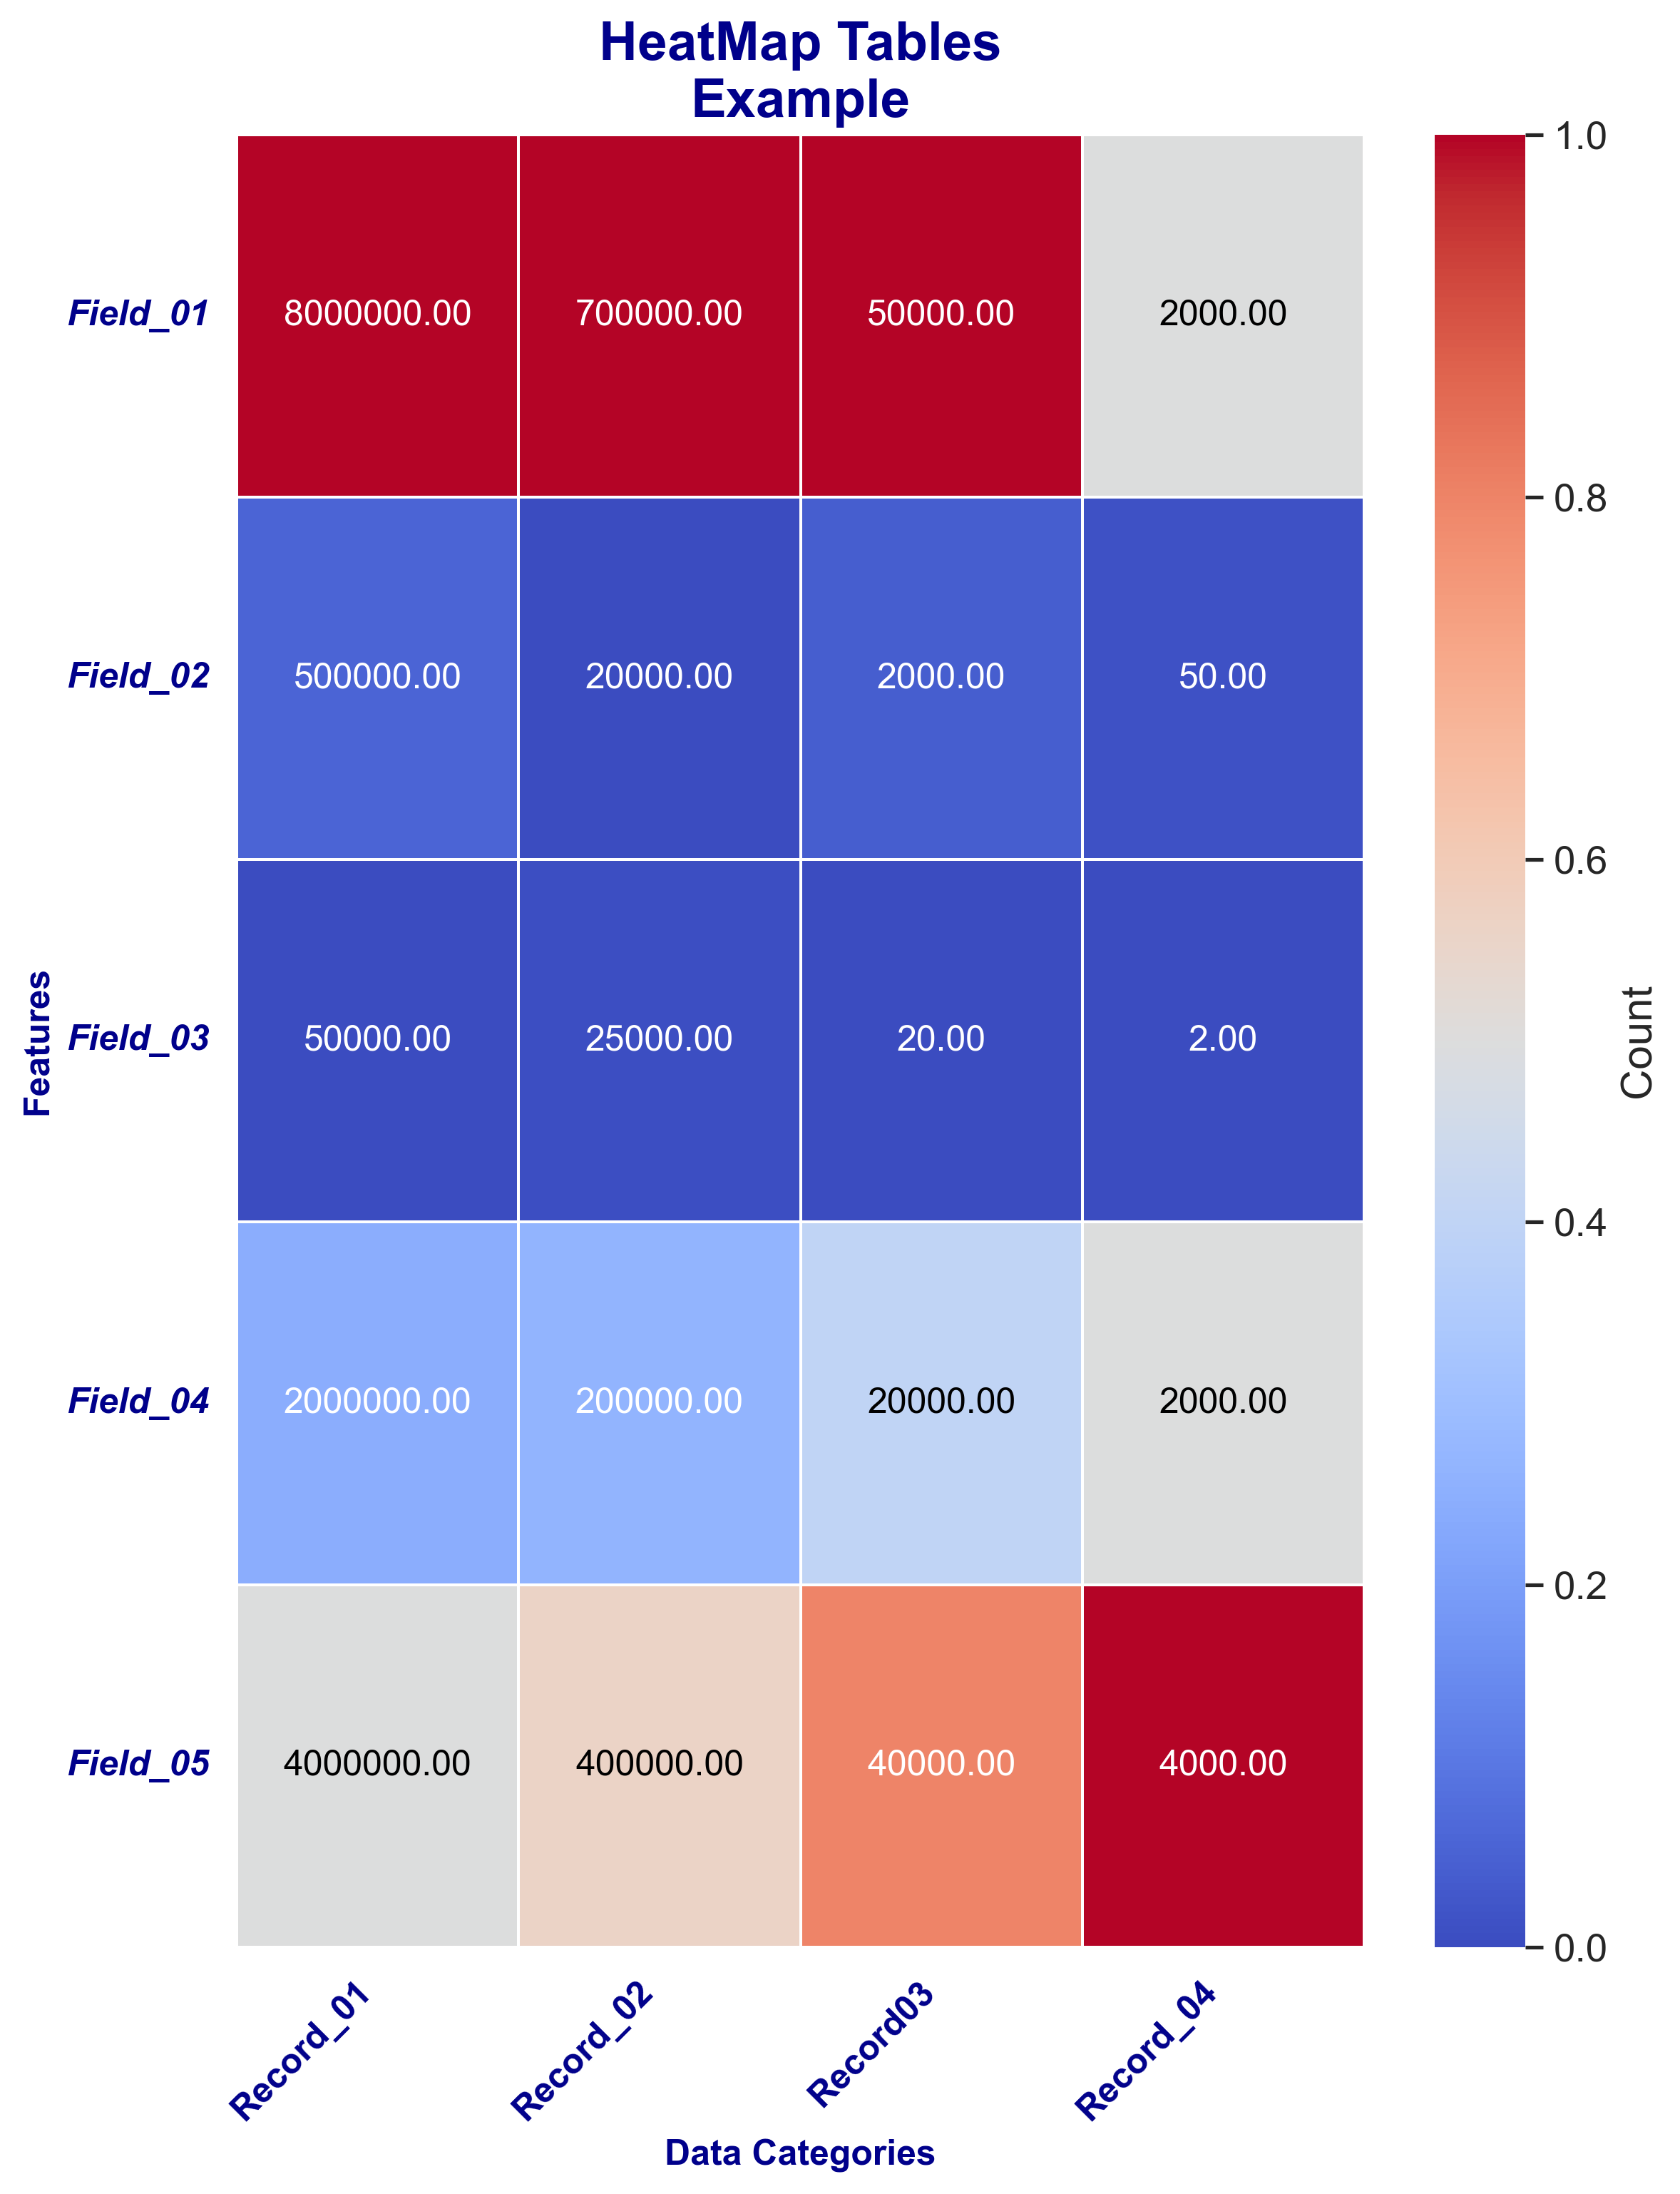 HeatMap Tables
Example
Field_01
8000000.00
700000.00
50000.00
2000.00
Field_02
500000.00
20000.00
2000.00
50.00
Field_03
50000.00
25000.00
20.00
2.00
Field_04
2000000.00
200000.00
20000.00
2000.00
Field_05
4000000.00
400000.00
40000.00
4000.00
Features
Record_01
Record_02
Record03
Record_04
Data Categories
1.0
0.8
0.6
0.4
0.2
0.0
Count